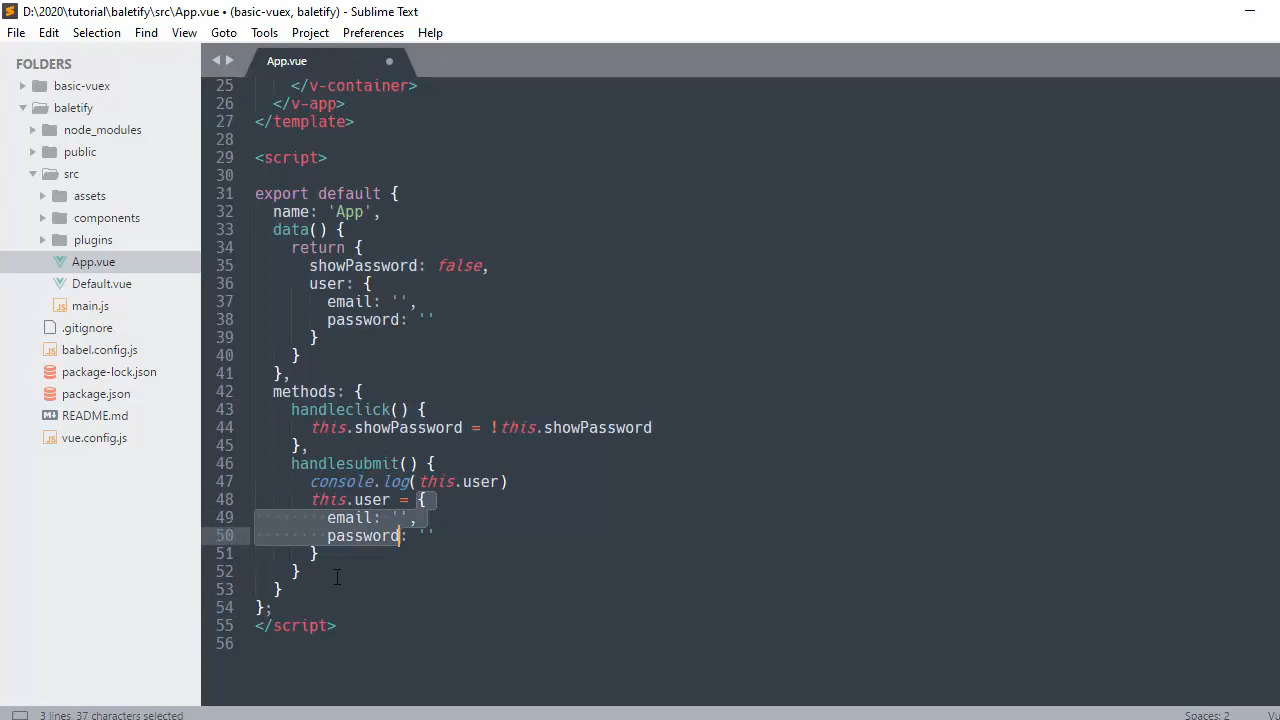 D:\2020\tutorial\baletify\src\App.vue • (basic-vuex, baletify) - Sublime Text
File Edit Selection Find View Goto Tools Project Preferences Help
FOLDERS
basic-vuex
baletify
node_modules
public
src
assets
components
plugins
App.vue
Default.vue
main.js
.gitignore
babel.config.js
package-lock.json
package.json
README.md
vue.config.js
App.vue
25 </v-container>
26 </v-app>
27 </template>
28
29 <script>
30
31 export default {
32 name: 'App',
33 data() {
34 return {
35 showPassword: false,
36 user: {
37 email: '',
38 password: ''
39 }
40 }
41 },
42 methods: {
43 handleclick() {
44 this.showPassword = !this.showPassword
45 },
46 handlesubmit() {
47 console.log(this.user)
48 this.user = {
49 email: '',
50 password: ''
51 }
52 }
53 }
54 };
55 </script>
56
3 lines, 37 characters selected
Spaces: 2